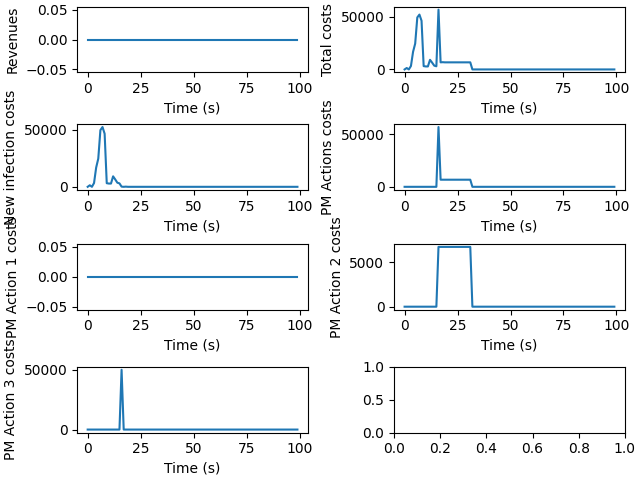 Revenues
0.05
0.00
−0.05
0 25 50 75 100
Time (s)
Total costs
50000
0
0 25 50 75 100
Time (s)
New infection costs
50000
0
0 25 50 75 100
Time (s)
PM Actions costs
50000
0
0 25 50 75 100
Time (s)
PM Action 1 costs
0.05
0.00
−0.05
0 25 50 75 100
Time (s)
PM Action 2 costs
5000
0
0 25 50 75 100
Time (s)
PM Action 3 costs
50000
0
0 25 50 75 100
Time (s)
1.0
0.5
0.0
0.0 0.2 0.4 0.6 0.8 1.0